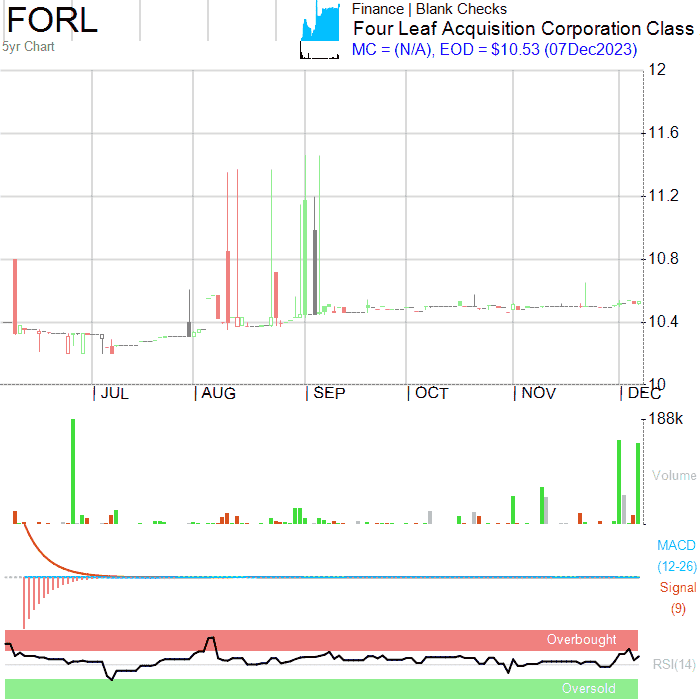 FORL
5yr Chart
Finance | Blank Checks
Four Leaf Acquisition Corporation Class
MC = (N/A), EOD = $10.53 (07Dec2023)
12
11.6
11.2
10.8
10.4
10
| JUL | AUG | SEP | OCT | NOV | DEC
188k
Volume
MACD
(12-26)
Signal
(9)
Overbought
RSI(14)
Oversold